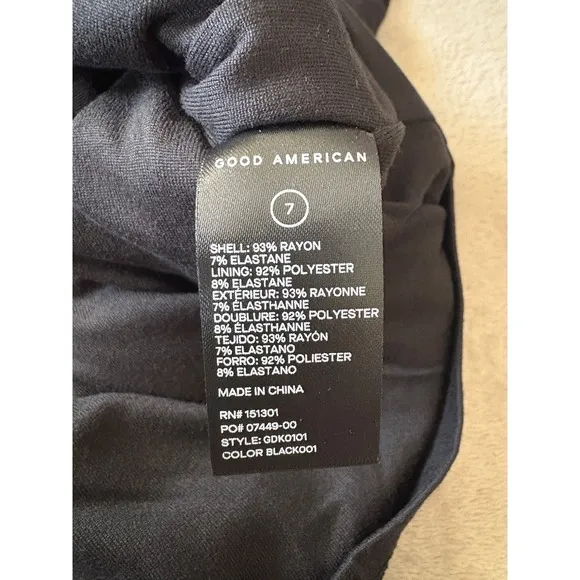 GOOD AMERICAN
7
SHELL: 93% RAYON
7% ELASTANE
LINING: 92% POLYESTER
8% ELASTANE
EXTÉRIEUR: 93% RAYONNE
7% ÉLASTHANNE
DOUBLURE: 92% POLYESTER
8% ÉLASTHANNE
TEJIDO: 93% RAYÓN
7% ELASTANO
FORRO: 92% POLIESTER
8% ELASTANO
MADE IN CHINA
RN# 151301
PO# 07449-00
STYLE: GDK0101
COLOR BLACK001